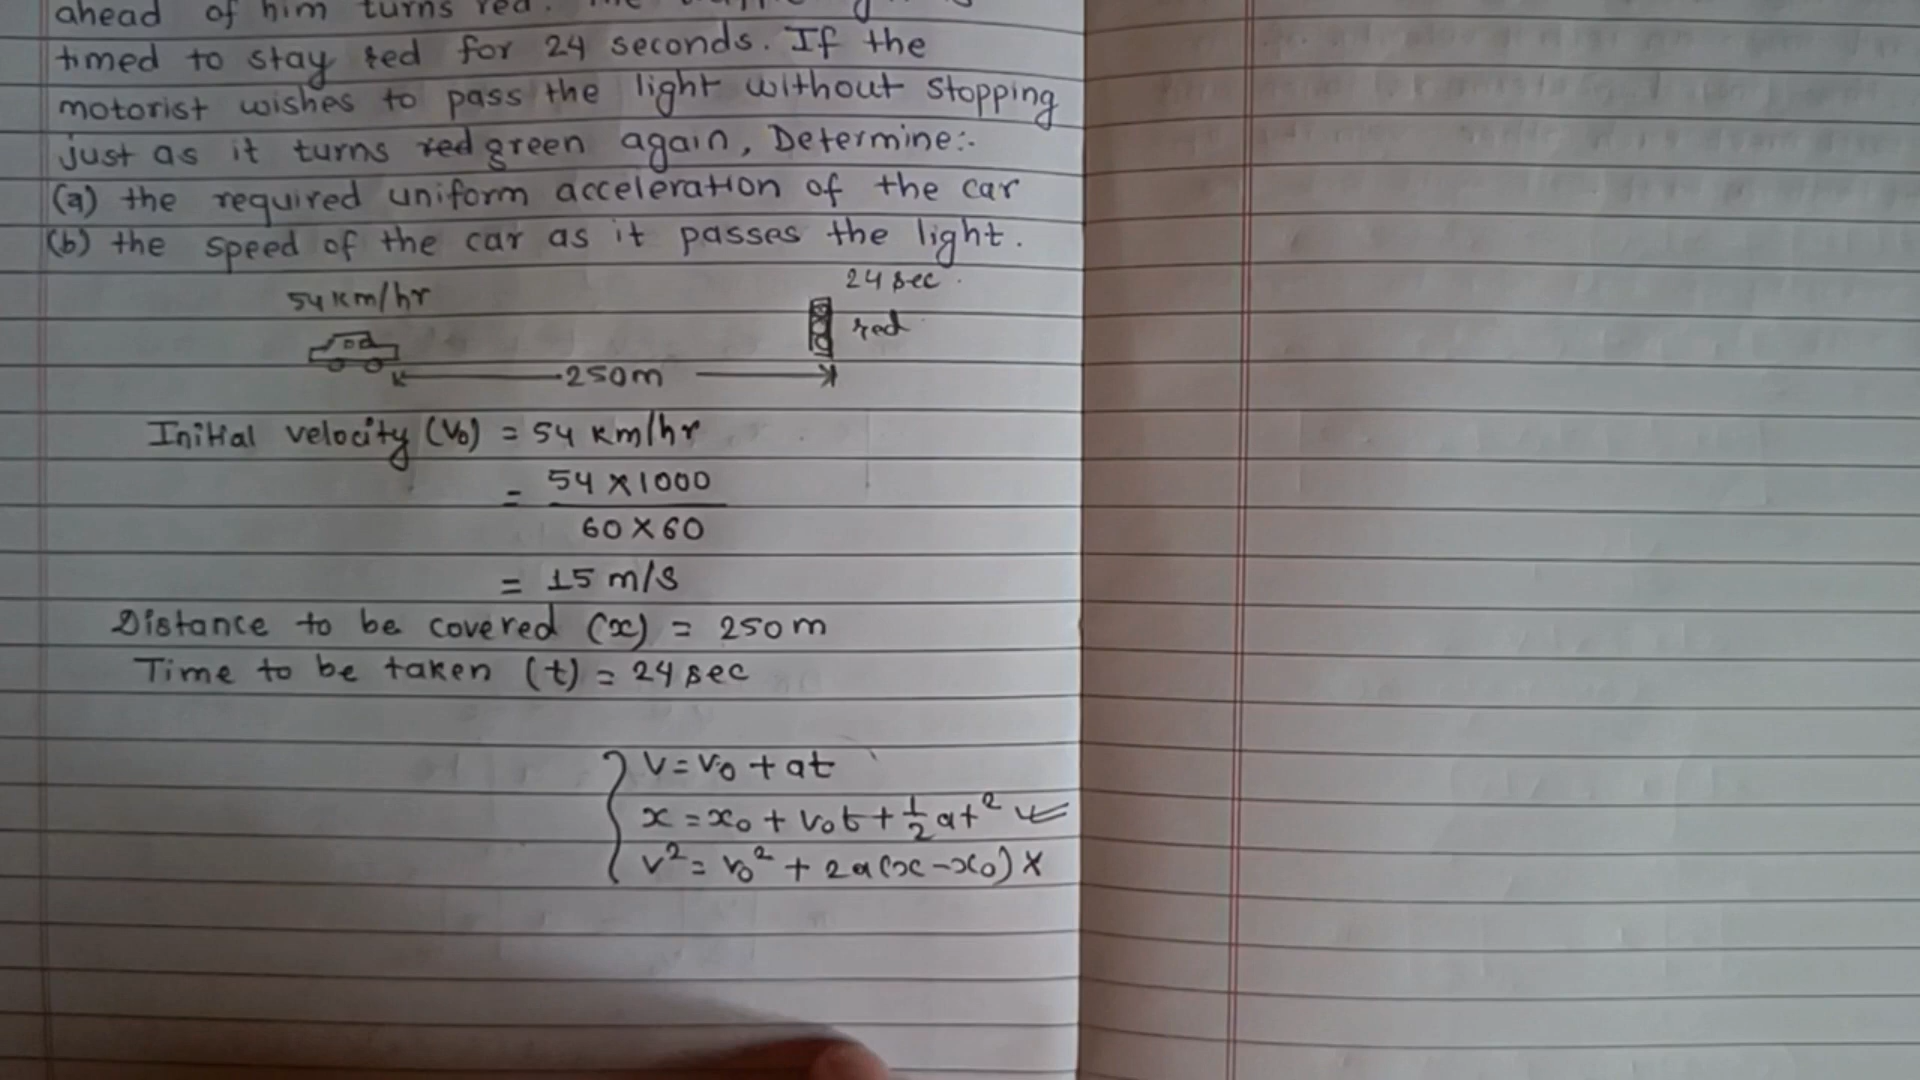 ahead of him turns red.
timed to stay red for 24 seconds. If the
motorist wishes to pass the light without stopping
just as it turns red green again, Determine:-
(a) the required uniform acceleration of the car
(b) the speed of the car as it passes the light.
24 sec
54 km/hr
red
250m
Initial velocity (v₀) = 54 km/hr
= 54 × 1000
60 × 60
= 15 m/s
Distance to be covered (x) = 250 m
Time to be taken (t) = 24 sec
v = v₀ + at
x = x₀ + v₀t + ½ at² ✓
v² = v₀² + 2a(x - x₀) ×